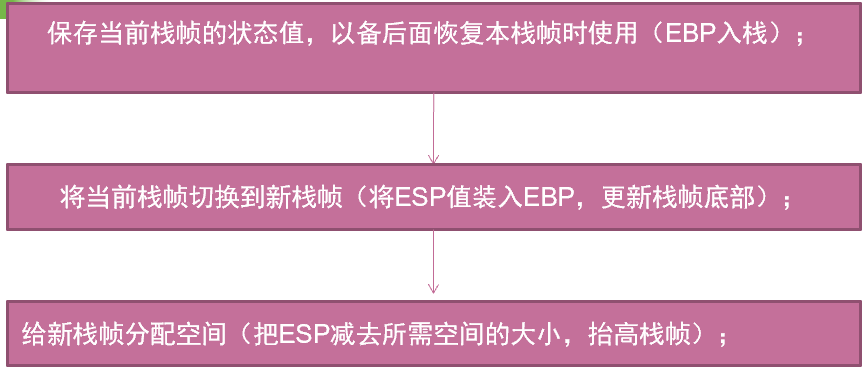 保存当前栈帧的状态值，以备后面恢复本栈帧时使用（EBP入栈）；
将当前栈帧切换到新栈帧（将ESP值装入EBP，更新栈帧底部）；
给新栈帧分配空间（把ESP减去所需空间的大小，抬高栈帧）；